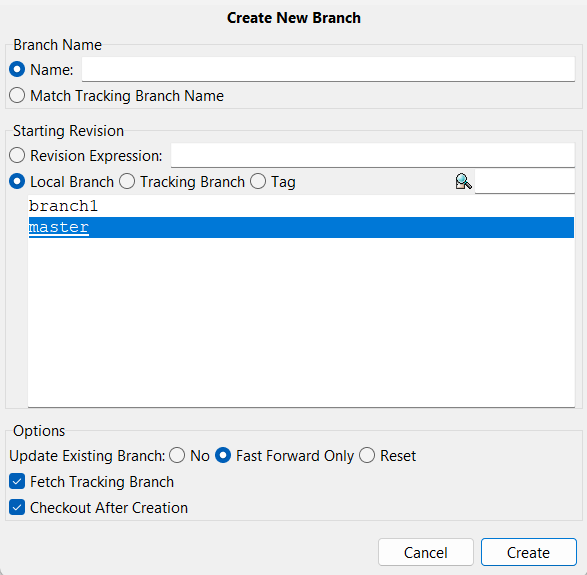 Create New Branch
Branch Name
Name:
Match Tracking Branch Name
Starting Revision
Revision Expression:
Local Branch Tracking Branch Tag
branch1
master
Options
Update Existing Branch: No Fast Forward Only Reset
Fetch Tracking Branch
Checkout After Creation
Cancel Create